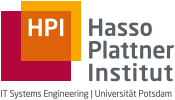 HPI
Hasso
Plattner
Institut
IT Systems Engineering | Universität Potsdam